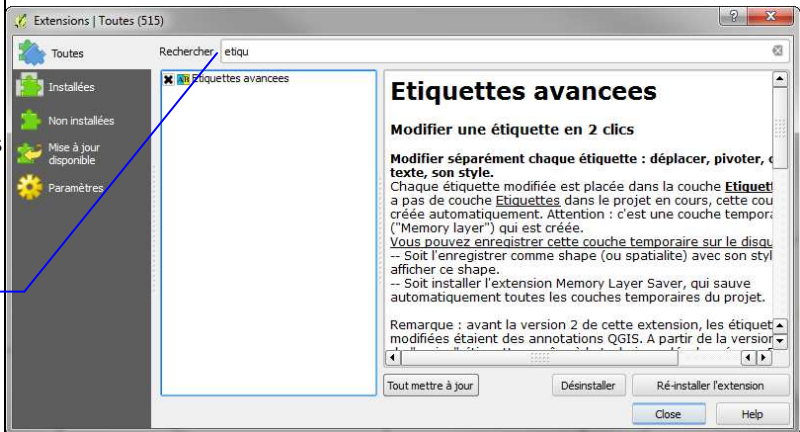 Extensions | Toutes (515)
Toutes
Installées
Non installées
Mise à jour
disponible
Paramètres
Rechercher etiqu
Etiquettes avancees
Etiquettes avancees
Modifier une étiquette en 2 clics
Modifier séparément chaque étiquette : déplacer, pivoter,
texte, son style.
Chaque étiquette modifiée est placée dans la couche
a pas de couche Etiquettes dans le projet en cours, cette
créée automatiquement. Attention : c'est une couche
("Memory layer") qui est créée.
Vous pouvez enregistrer cette couche temporaire sur le
-- Soit l'enregistrer comme shape (ou spatialite) avec son
afficher ce shape.
-- Soit installer l'extension Memory Layer Saver, qui sauve
automatiquement toutes les couches temporaires du projet.
Remarque : avant la version 2 de cette extension, les
modifiées étaient des annotations QGIS. A partir de la
Tout mettre à jour
Désinstaller
Ré-installer l'extension
Close
Help